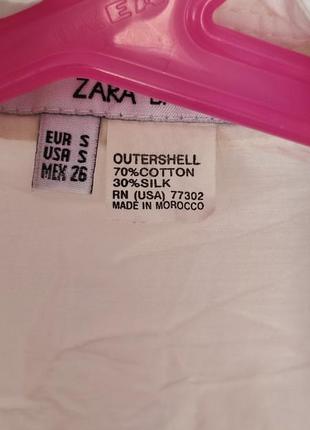 ZARA
EUR S
USA S
MEX 26
OUTERSHELL
70%COTTON
30%SILK
RN (USA) 77302
MADE IN MOROCCO